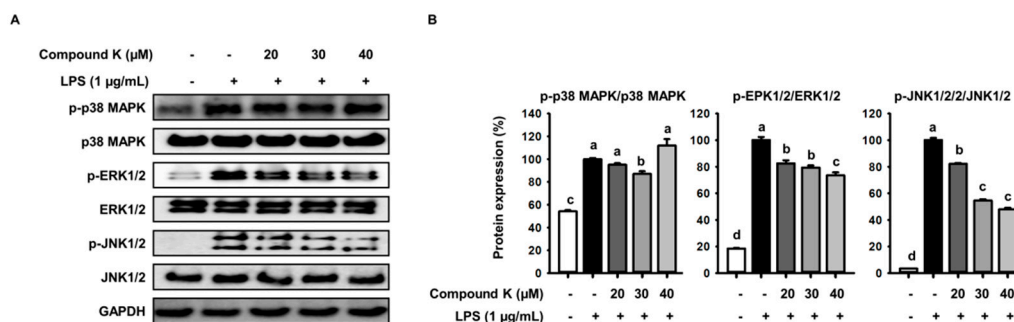 A
Compound K (µM) - - 20 30 40
LPS (1 µg/mL) - + + + +
p-p38 MAPK
p38 MAPK
p-ERK1/2
ERK1/2
p-JNK1/2
JNK1/2
GAPDH
B
Protein expression (%)
p-p38 MAPK/p38 MAPK
140
120
100
80
60
40
20
0
c a a b a
p-EPK1/2/ERK1/2
120
100
80
60
40
20
0
d a b b c
p-JNK1/2/2/JNK1/2
120
100
80
60
40
20
0
d a b c c
Compound K (µM) - - 20 30 40 - - 20 30 40 - - 20 30 40
LPS (1 µg/mL) - + + + + - + + + + - + + + +